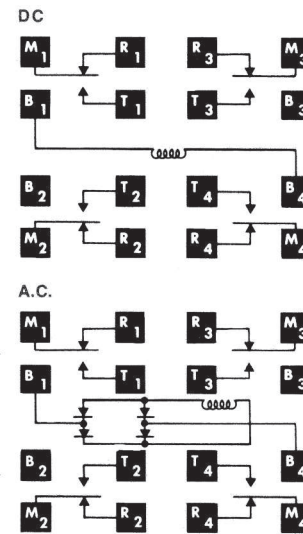 DC
M1 R1 R3 M3
B1 T1 T3 B3
B2 T2 T4 B4
M2 R2 R4 M4
A.C.
M1 R1 R3 M3
B1 T1 T3 B3
B2 T2 T4 B4
M2 R2 R4 M4